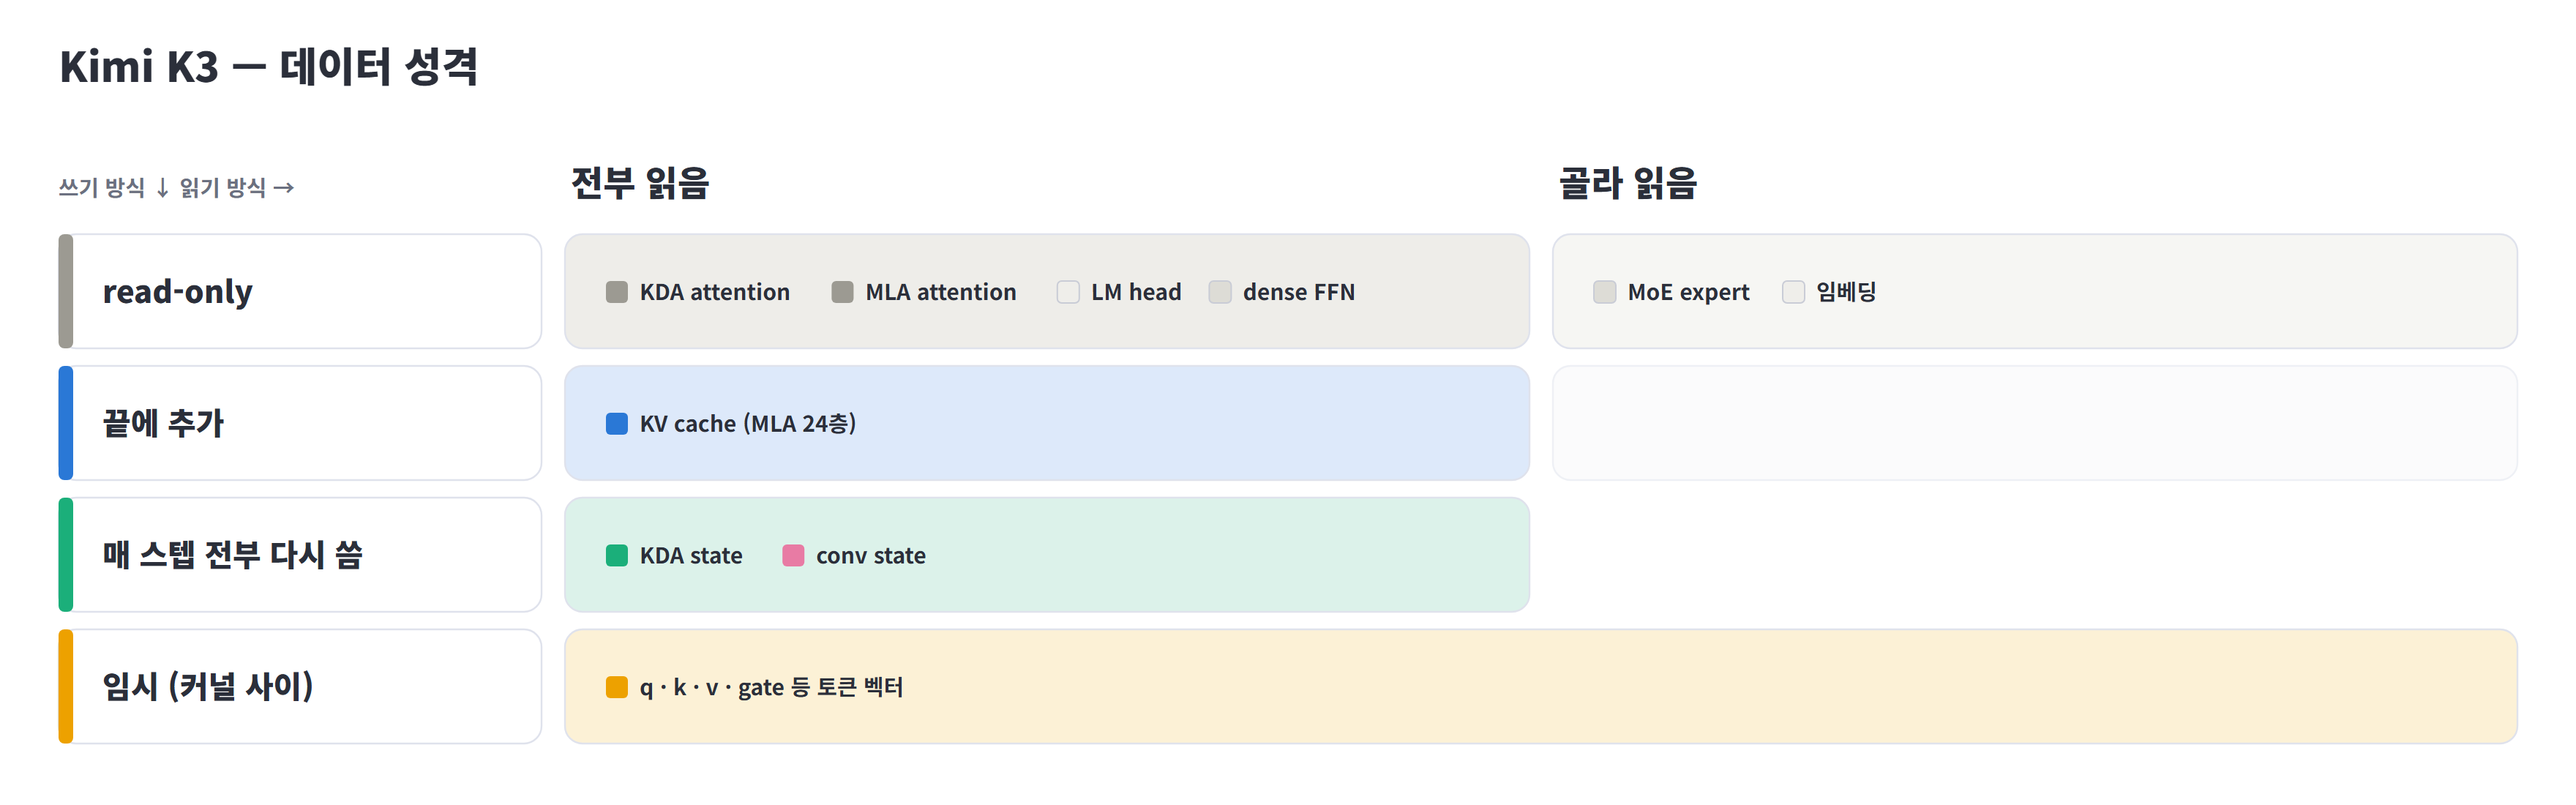 Kimi K3 — 데이터 성격
쓰기 방식 ↓ 읽기 방식 → 전부 읽음 골라 읽음
read-only KDA attention MLA attention LM head dense FFN MoE expert 임베딩
끝에 추가 KV cache (MLA 24층)
매 스텝 전부 다시 씀 KDA state conv state
임시 (커널 사이) q · k · v · gate 등 토큰 벡터